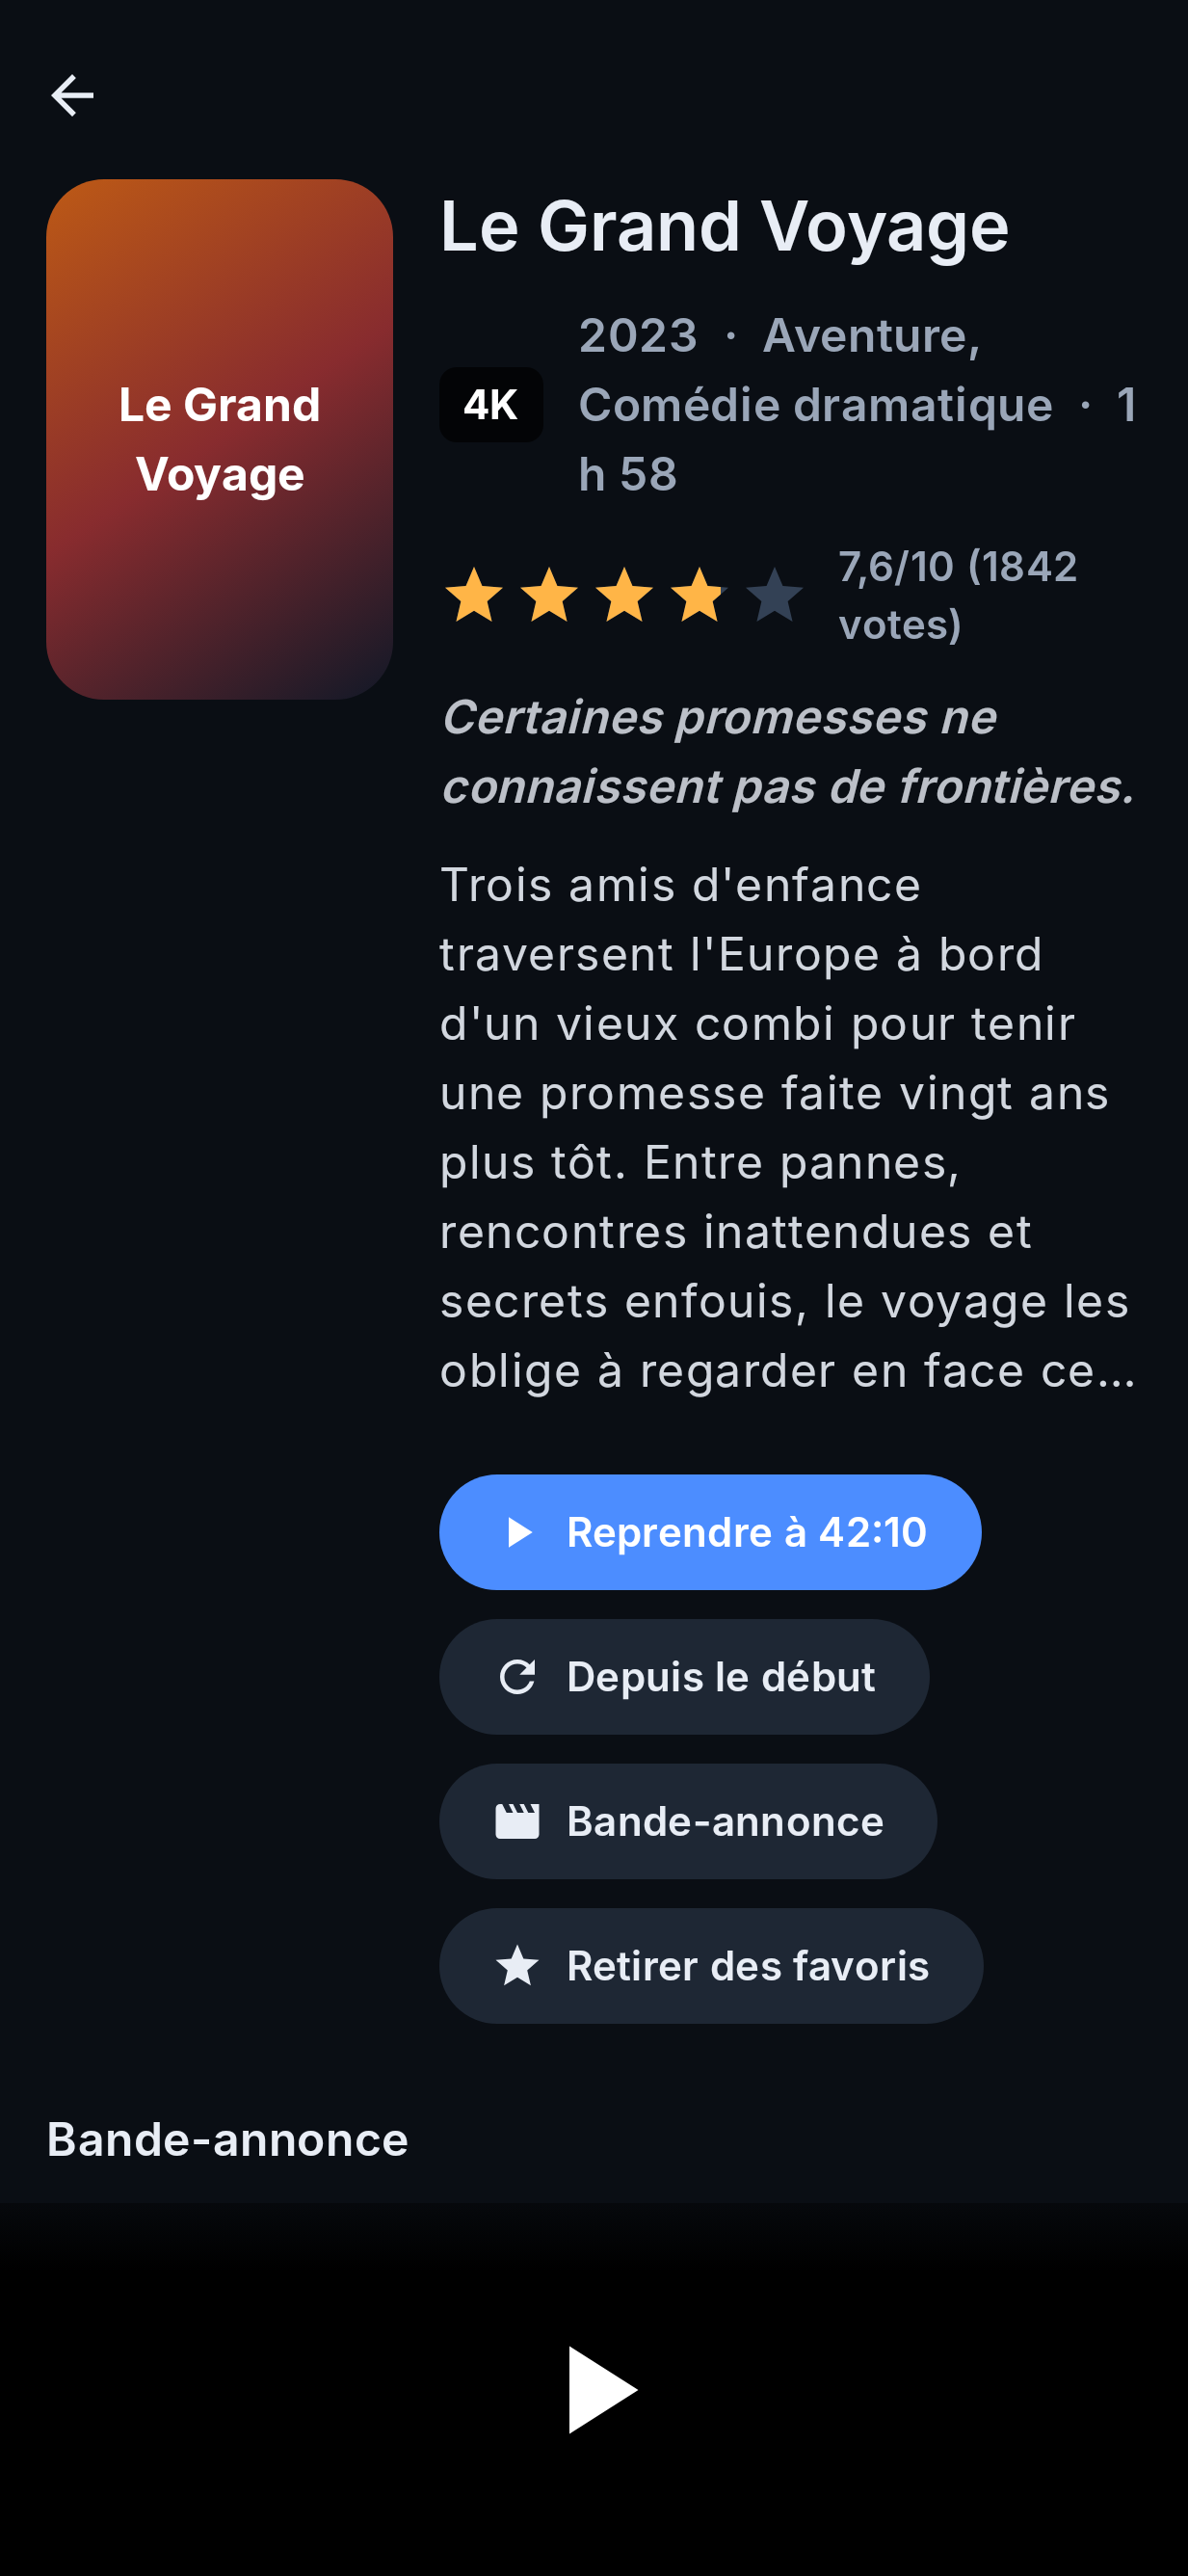 Le Grand
Voyage
Le Grand Voyage
4K
2023 · Aventure,
Comédie dramatique · 1
h 58
7,6/10 (1842
votes)
Certaines promesses ne
connaissent pas de frontières.
Trois amis d'enfance
traversent l'Europe à bord
d'un vieux combi pour tenir
une promesse faite vingt ans
plus tôt. Entre pannes,
rencontres inattendues et
secrets enfouis, le voyage les
oblige à regarder en face ce…
Reprendre à 42:10
Depuis le début
Bande-annonce
Retirer des favoris
Bande-annonce